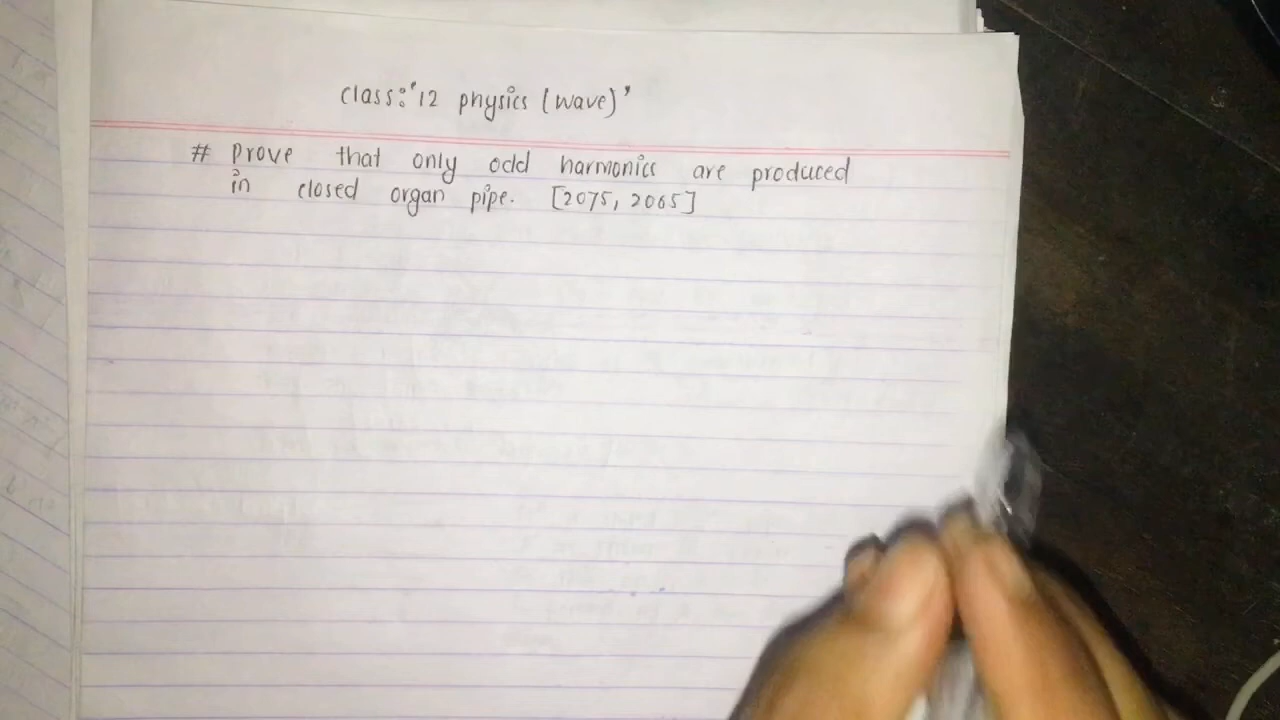 class:"12 physics (wave)"
# prove that only odd harmonics are produced
in closed organ pipe. [2075, 2065]